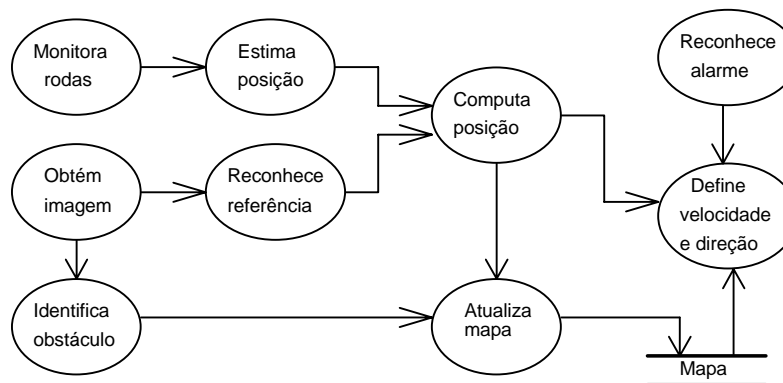 Monitora
rodas
Estima
posição
Computa
posição
Reconhece
alarme
Obtém
imagem
Reconhece
referência
Define
velocidade
e direção
Identifica
obstáculo
Atualiza
mapa
Mapa